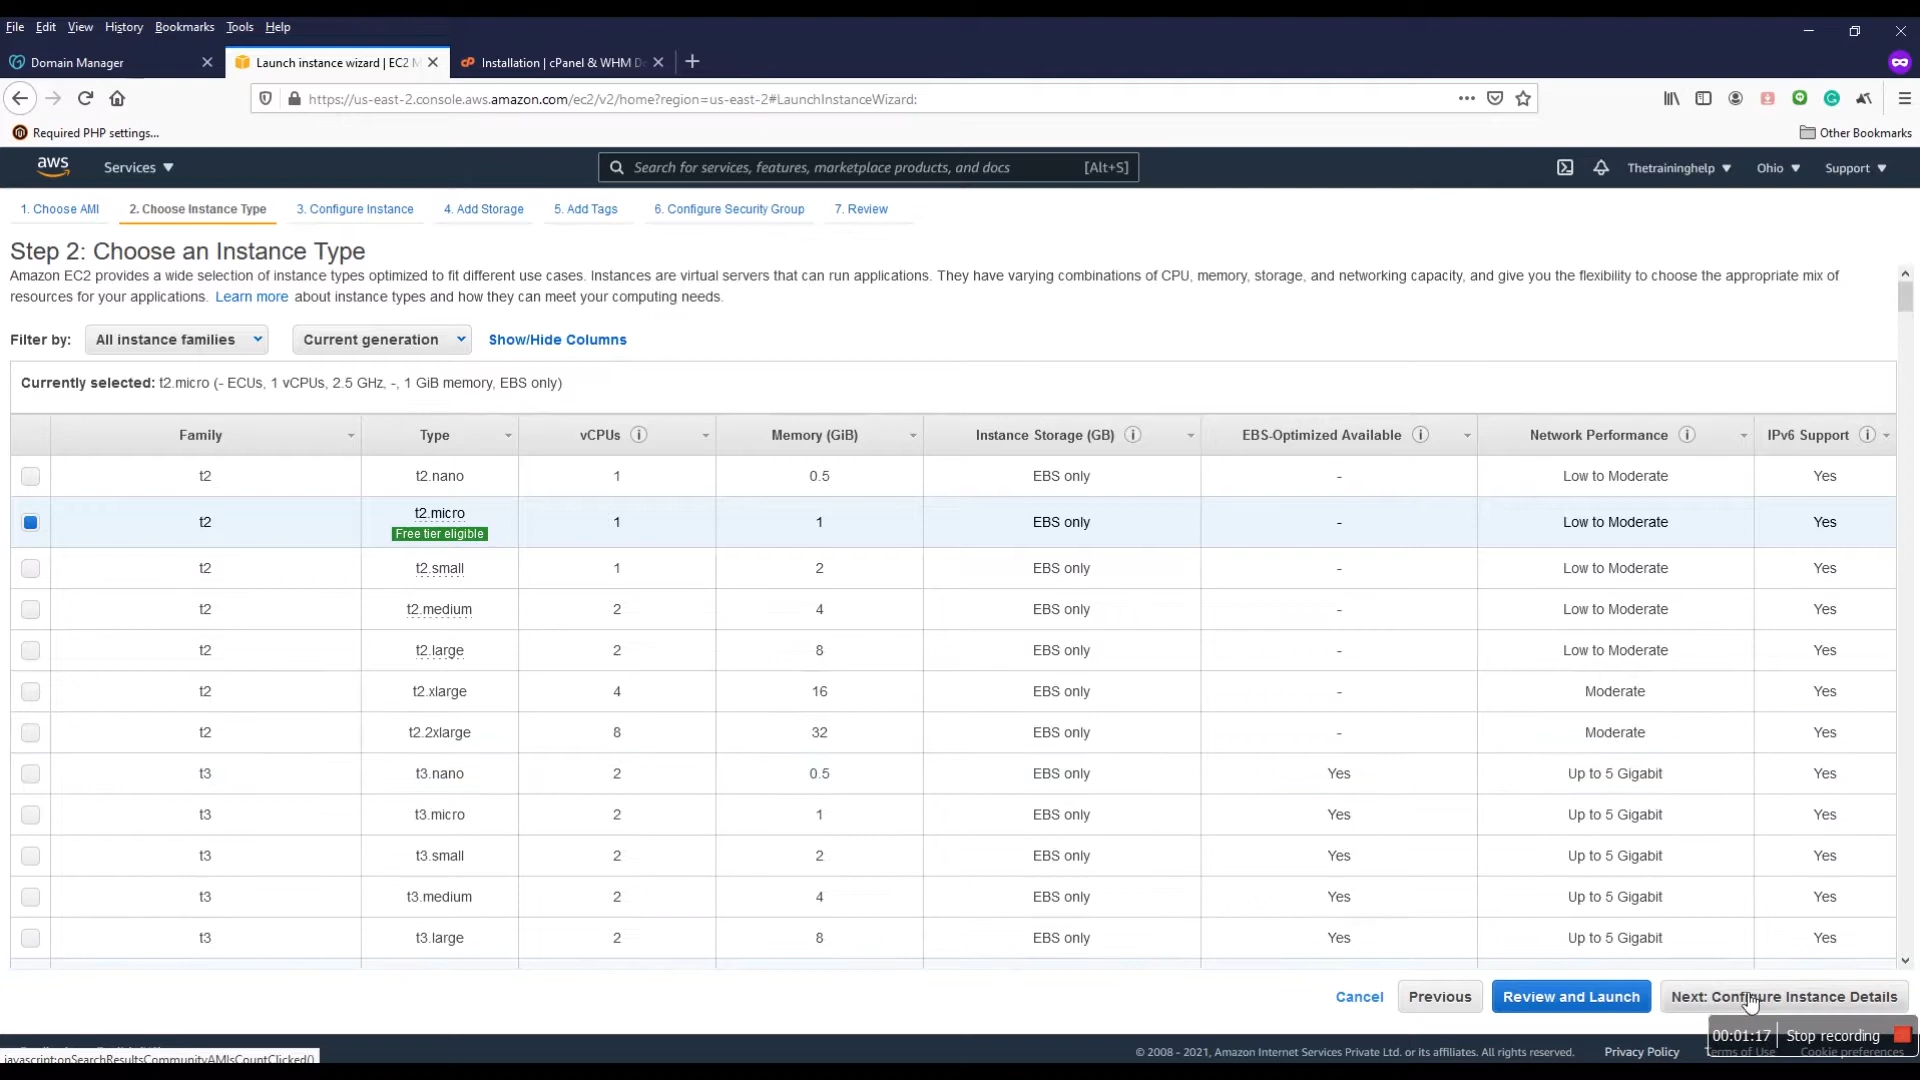 File Edit View History Bookmarks Tools Help
Domain Manager
Launch instance wizard | EC2 M
Installation | cPanel & WHM Do
https://us-east-2.console.aws.amazon.com/ec2/v2/home?region=us-east-2#LaunchInstanceWizard:
Required PHP settings...
Other Bookmarks
aws Services Search for services, features, marketplace products, and docs [Alt+S] Thetraininghelp Ohio Support
1. Choose AMI 2. Choose Instance Type 3. Configure Instance 4. Add Storage 5. Add Tags 6. Configure Security Group 7. Review
Step 2: Choose an Instance Type
Amazon EC2 provides a wide selection of instance types optimized to fit different use cases. Instances are virtual servers that can run applications. They have varying combinations of CPU, memory, storage, and networking capacity, and give you the flexibility to choose the appropriate mix of
resources for your applications. Learn more about instance types and how they can meet your computing needs.
Filter by: All instance families Current generation Show/Hide Columns
Currently selected: t2.micro (- ECUs, 1 vCPUs, 2.5 GHz, -, 1 GiB memory, EBS only)
Family Type vCPUs Memory (GiB) Instance Storage (GB) EBS-Optimized Available Network Performance IPv6 Support
t2 t2.nano 1 0.5 EBS only - Low to Moderate Yes
t2 t2.micro 1 1 EBS only - Low to Moderate Yes
Free tier eligible
t2 t2.small 1 2 EBS only - Low to Moderate Yes
t2 t2.medium 2 4 EBS only - Low to Moderate Yes
t2 t2.large 2 8 EBS only - Low to Moderate Yes
t2 t2.xlarge 4 16 EBS only - Moderate Yes
t2 t2.2xlarge 8 32 EBS only - Moderate Yes
t3 t3.nano 2 0.5 EBS only Yes Up to 5 Gigabit Yes
t3 t3.micro 2 1 EBS only Yes Up to 5 Gigabit Yes
t3 t3.small 2 2 EBS only Yes Up to 5 Gigabit Yes
t3 t3.medium 2 4 EBS only Yes Up to 5 Gigabit Yes
t3 t3.large 2 8 EBS only Yes Up to 5 Gigabit Yes
Cancel Previous Review and Launch Next: Configure Instance Details
00:01:17 Stop recording
© 2008 - 2021, Amazon Internet Services Private Ltd. or its affiliates. All rights reserved. Privacy Policy Terms of Use Cookie preferences
javascript:onSearchResultsCommunityAMIsCountClicked()